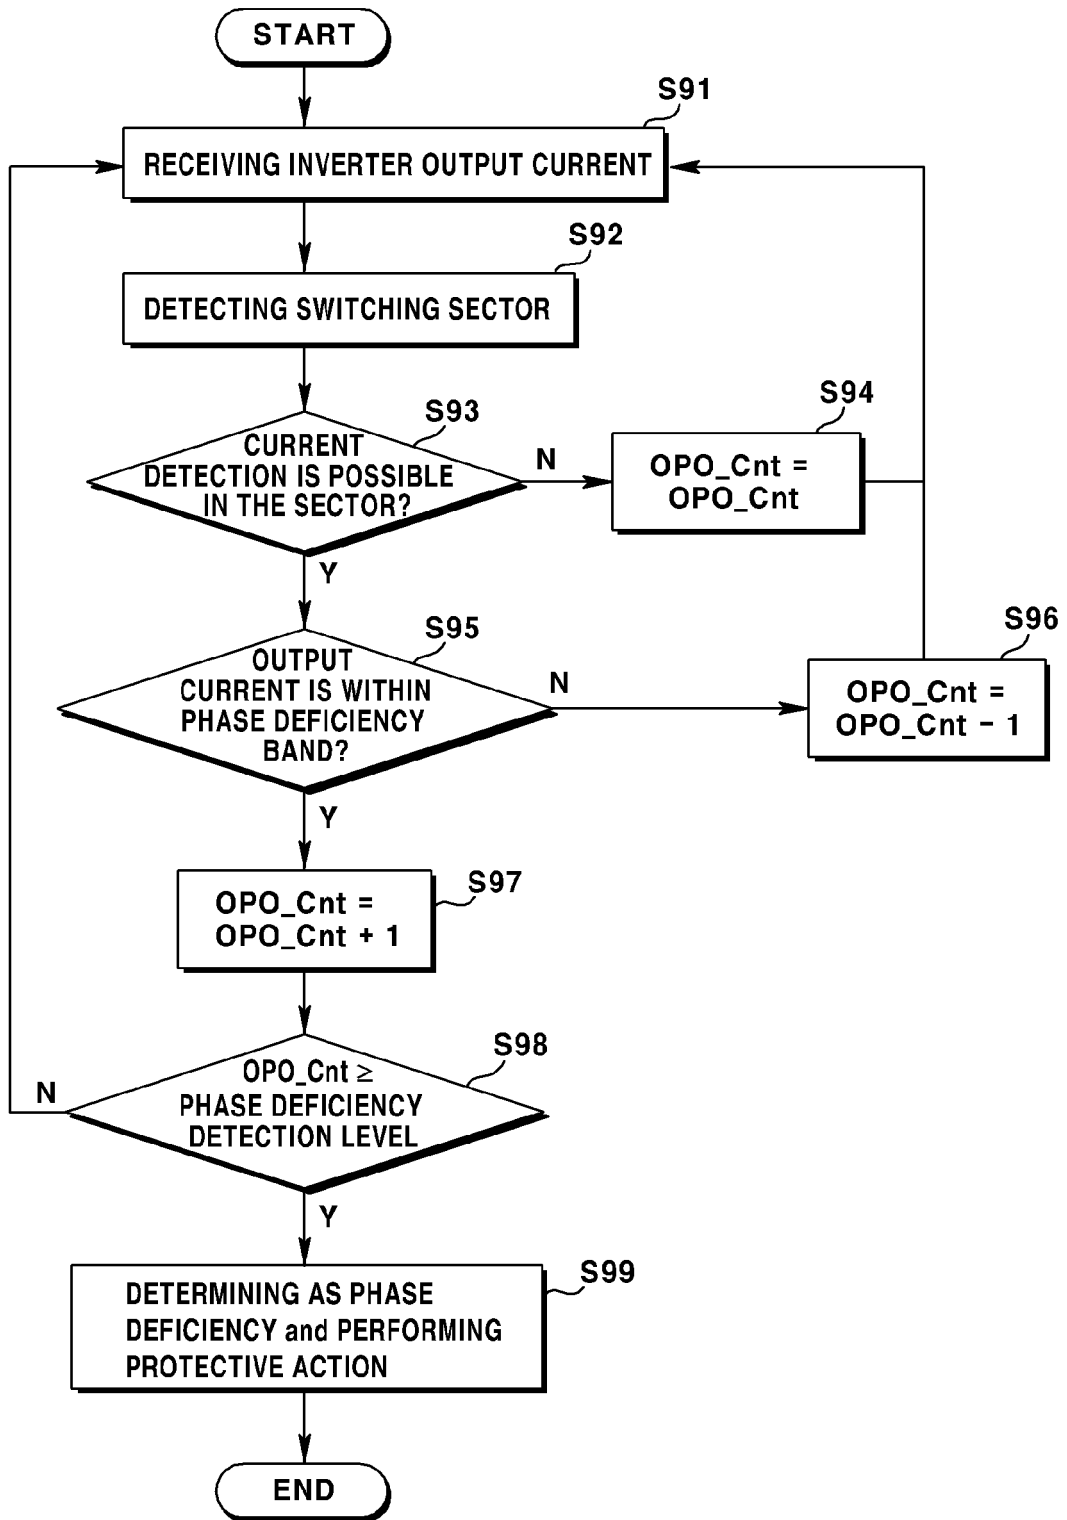 START
S91
RECEIVING INVERTER OUTPUT CURRENT
S92
DETECTING SWITCHING SECTOR
S93
CURRENT
DETECTION IS POSSIBLE
IN THE SECTOR?
N
S94
OPO_Cnt =
OPO_Cnt
Y
S95
OUTPUT
CURRENT IS WITHIN
PHASE DEFICIENCY
BAND?
N
S96
OPO_Cnt =
OPO_Cnt - 1
Y
S97
OPO_Cnt =
OPO_Cnt + 1
S98
OPO_Cnt ≥
PHASE DEFICIENCY
DETECTION LEVEL
N
Y
S99
DETERMINING AS PHASE
DEFICIENCY and PERFORMING
PROTECTIVE ACTION
END